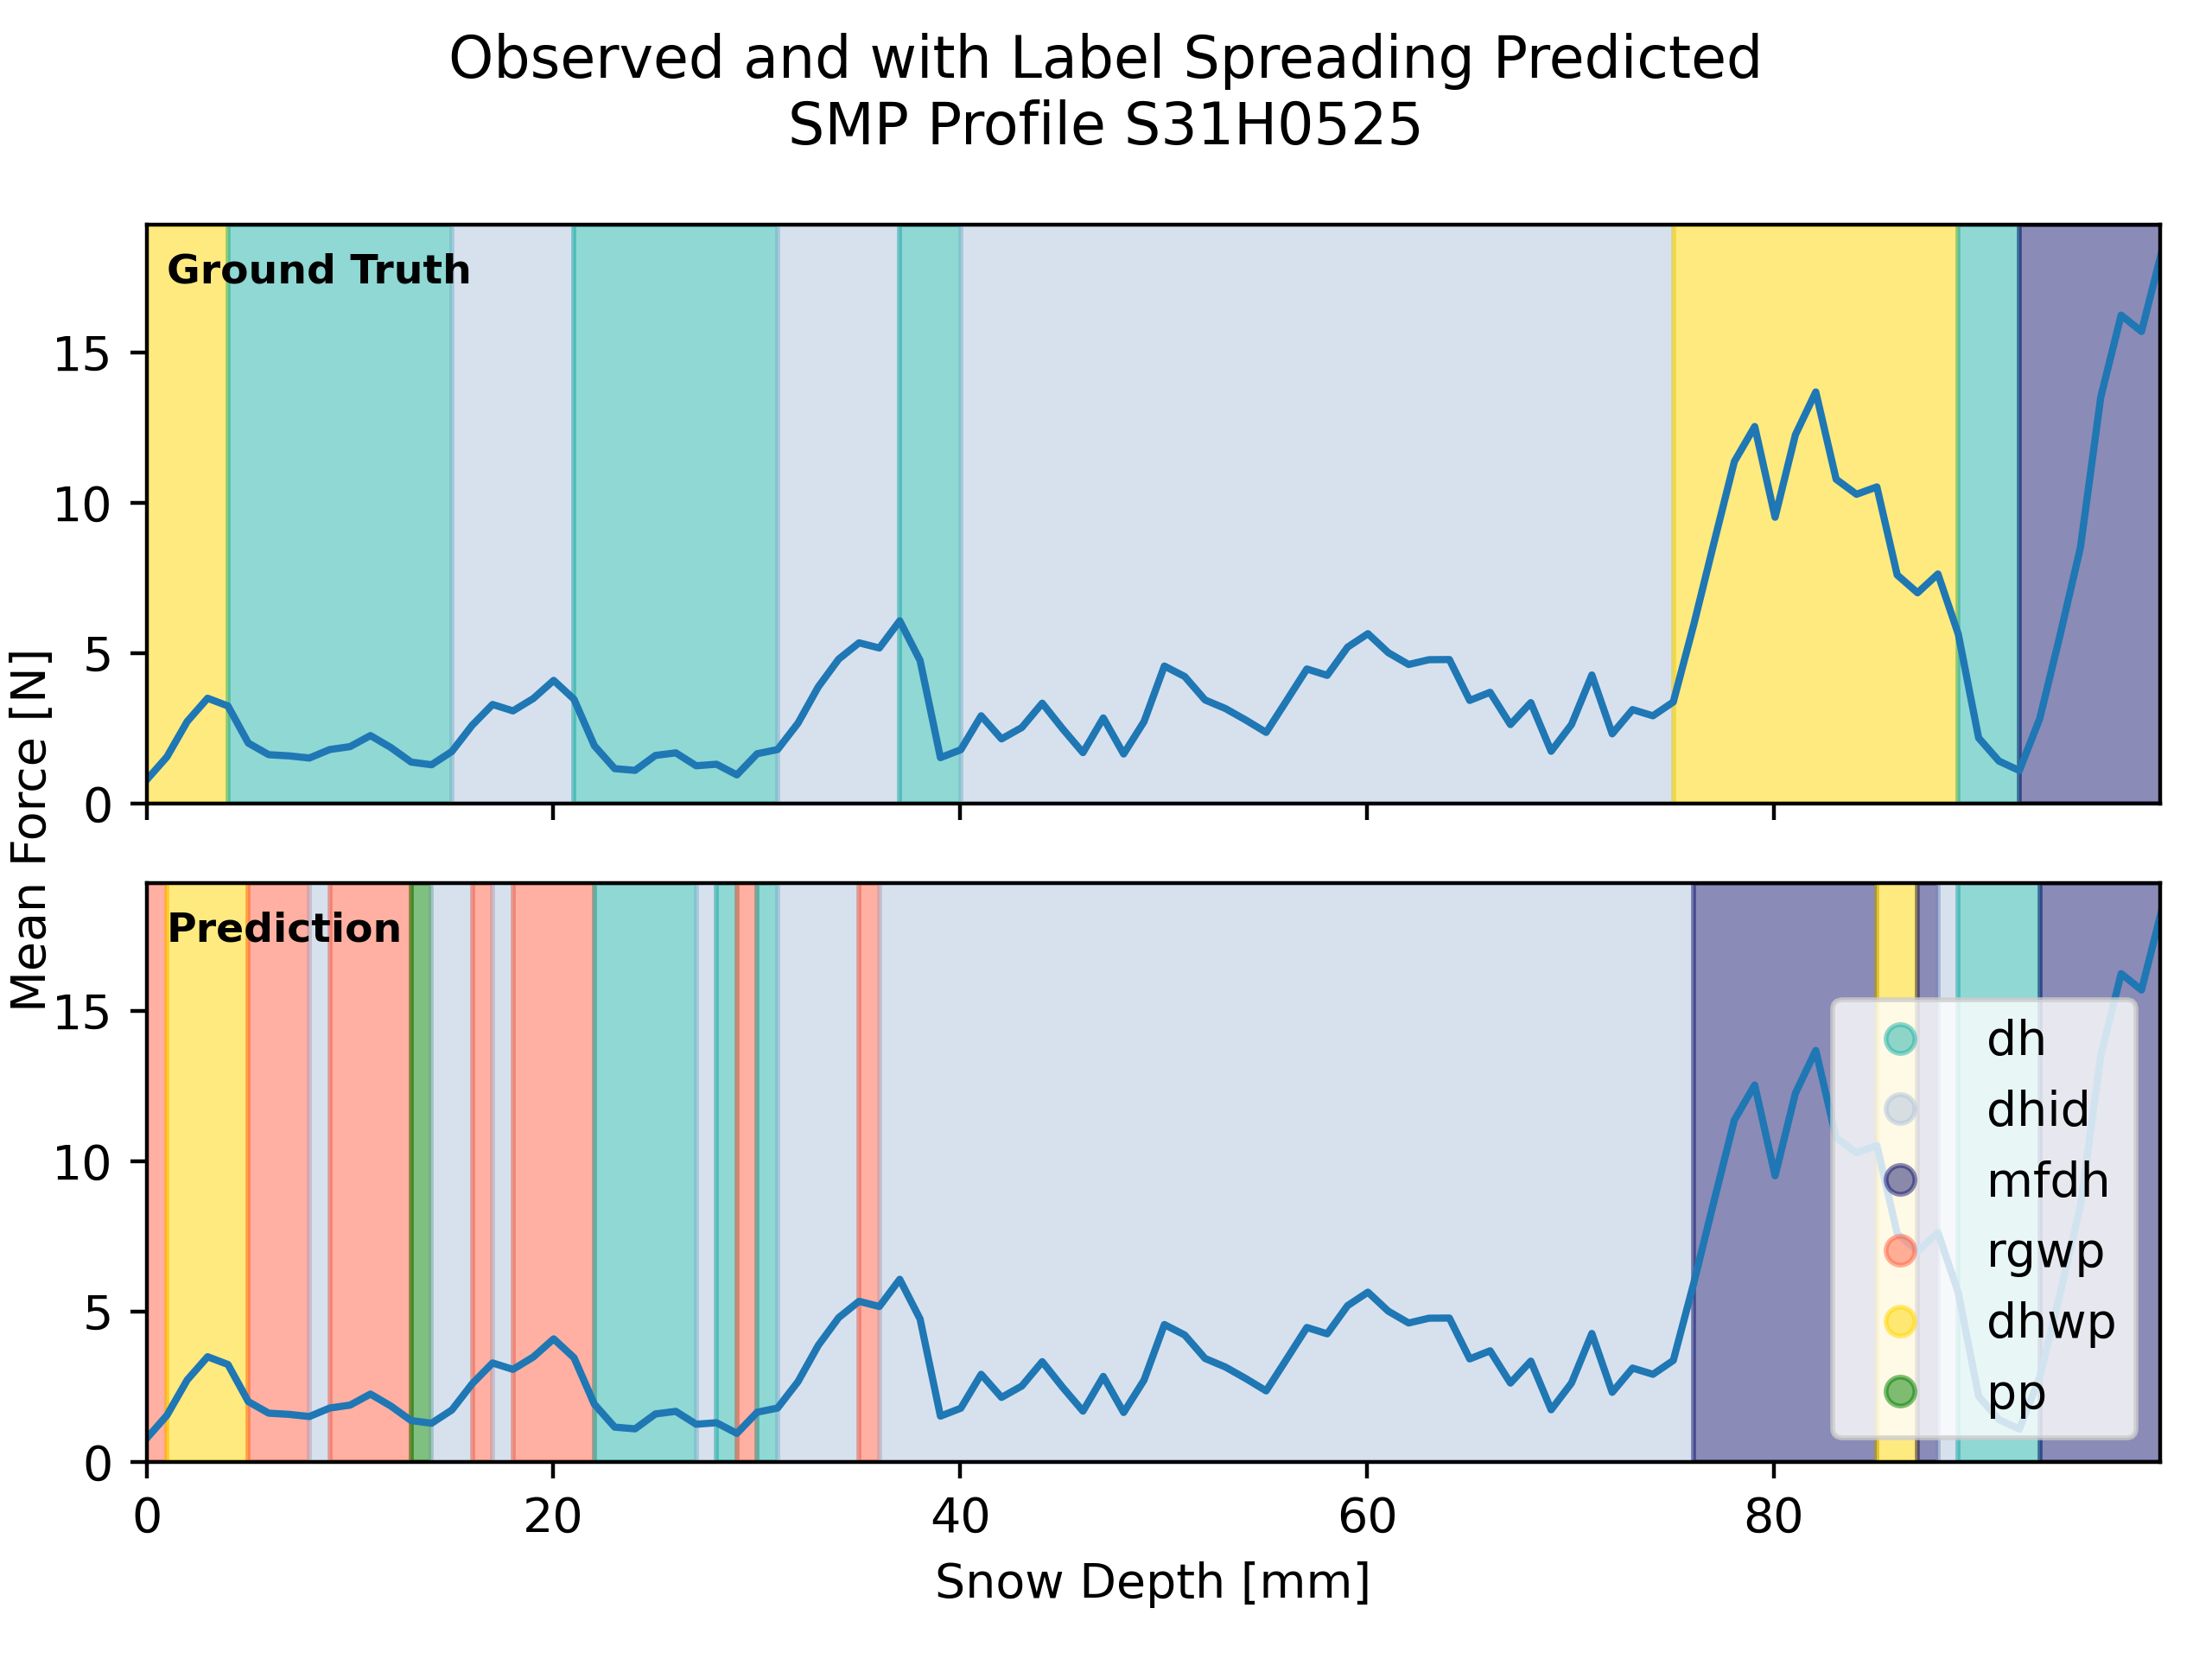 Observed and with Label Spreading Predicted
SMP Profile S31H0525
Ground Truth
15
10
5
0
Mean Force [N]
Prediction
15
10
5
0
dh
dhid
mfdh
rgwp
dhwp
pp
0 20 40 60 80
Snow Depth [mm]